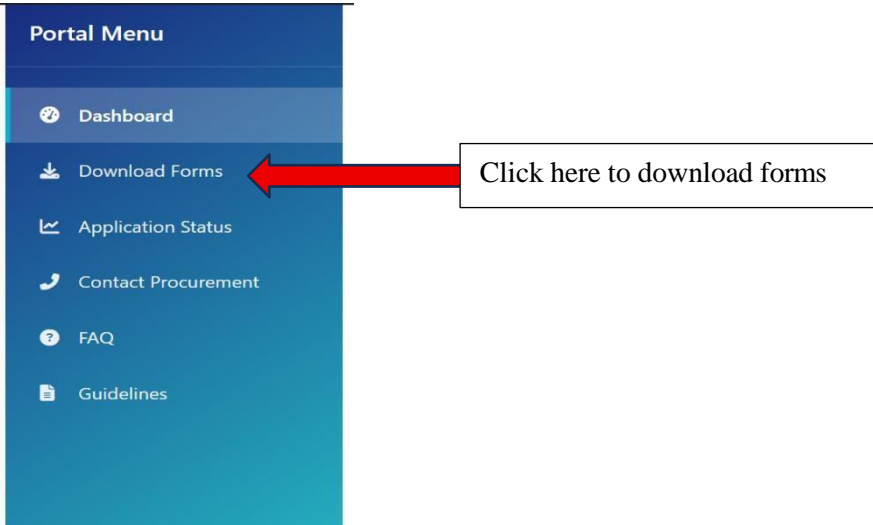 Portal Menu
Dashboard
Download Forms
Click here to download forms
Application Status
Contact Procurement
FAQ
Guidelines